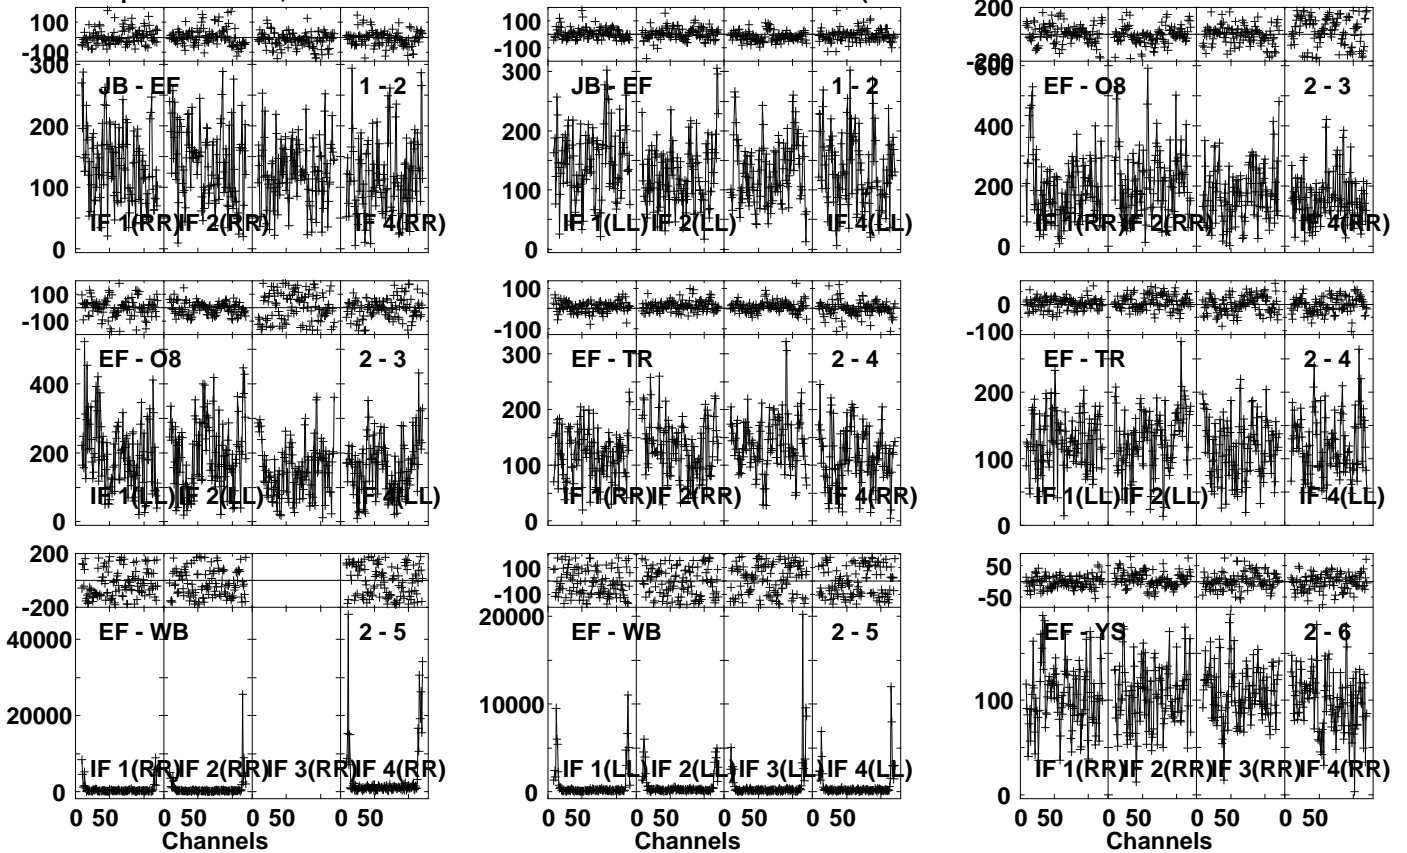 100 100 200
-100 -100 -200
300 300 600
JB - EF 1 - 2 JB - EF 1 - 2 EF - O8 2 - 3
200 200 400
100 100 200
IF 1(RR) IF 2(RR) IF 4(RR) IF 1(LL) IF 2(LL) IF 4(LL) IF 1(RR) IF 2(RR) IF 4(RR)
0 0 0
100 100 0
-100 -100 -100
EF - O8 2 - 3 EF - TR 2 - 4 EF - TR 2 - 4
400 300 200
200 200 100
100
IF 1(LL) IF 2(LL) IF 4(LL) IF 1(RR) IF 2(RR) IF 4(RR) IF 1(LL) IF 2(LL) IF 4(LL)
0 0 0
200 100 50
-200 -100 -50
EF - WB 2 - 5 EF - WB 2 - 5 EF - YS 2 - 6
40000 20000 100
20000 10000
IF 1(RR) IF 2(RR) IF 3(RR) IF 4(RR) IF 1(LL) IF 2(LL) IF 3(LL) IF 4(LL) IF 1(RR) IF 2(RR) IF 3(RR) IF 4(RR)
0 0 0
0 50 0 50 0 50 0 50 0 50 0 50 0 50 0 50 0 50 0 50 0 50 0 50
Channels Channels Channels